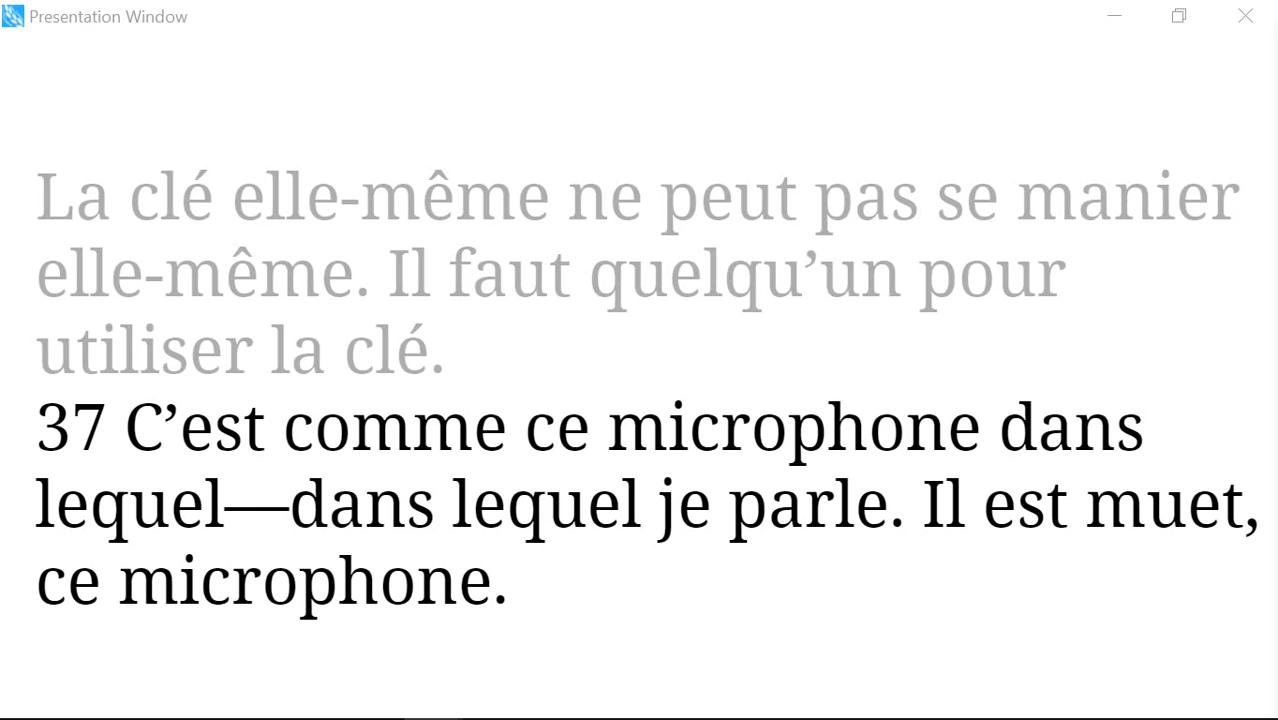 Presentation Window
La clé elle-même ne peut pas se manier
elle-même. Il faut quelqu’un pour
utiliser la clé.
37 C’est comme ce microphone dans
lequel—dans lequel je parle. Il est muet,
ce microphone.